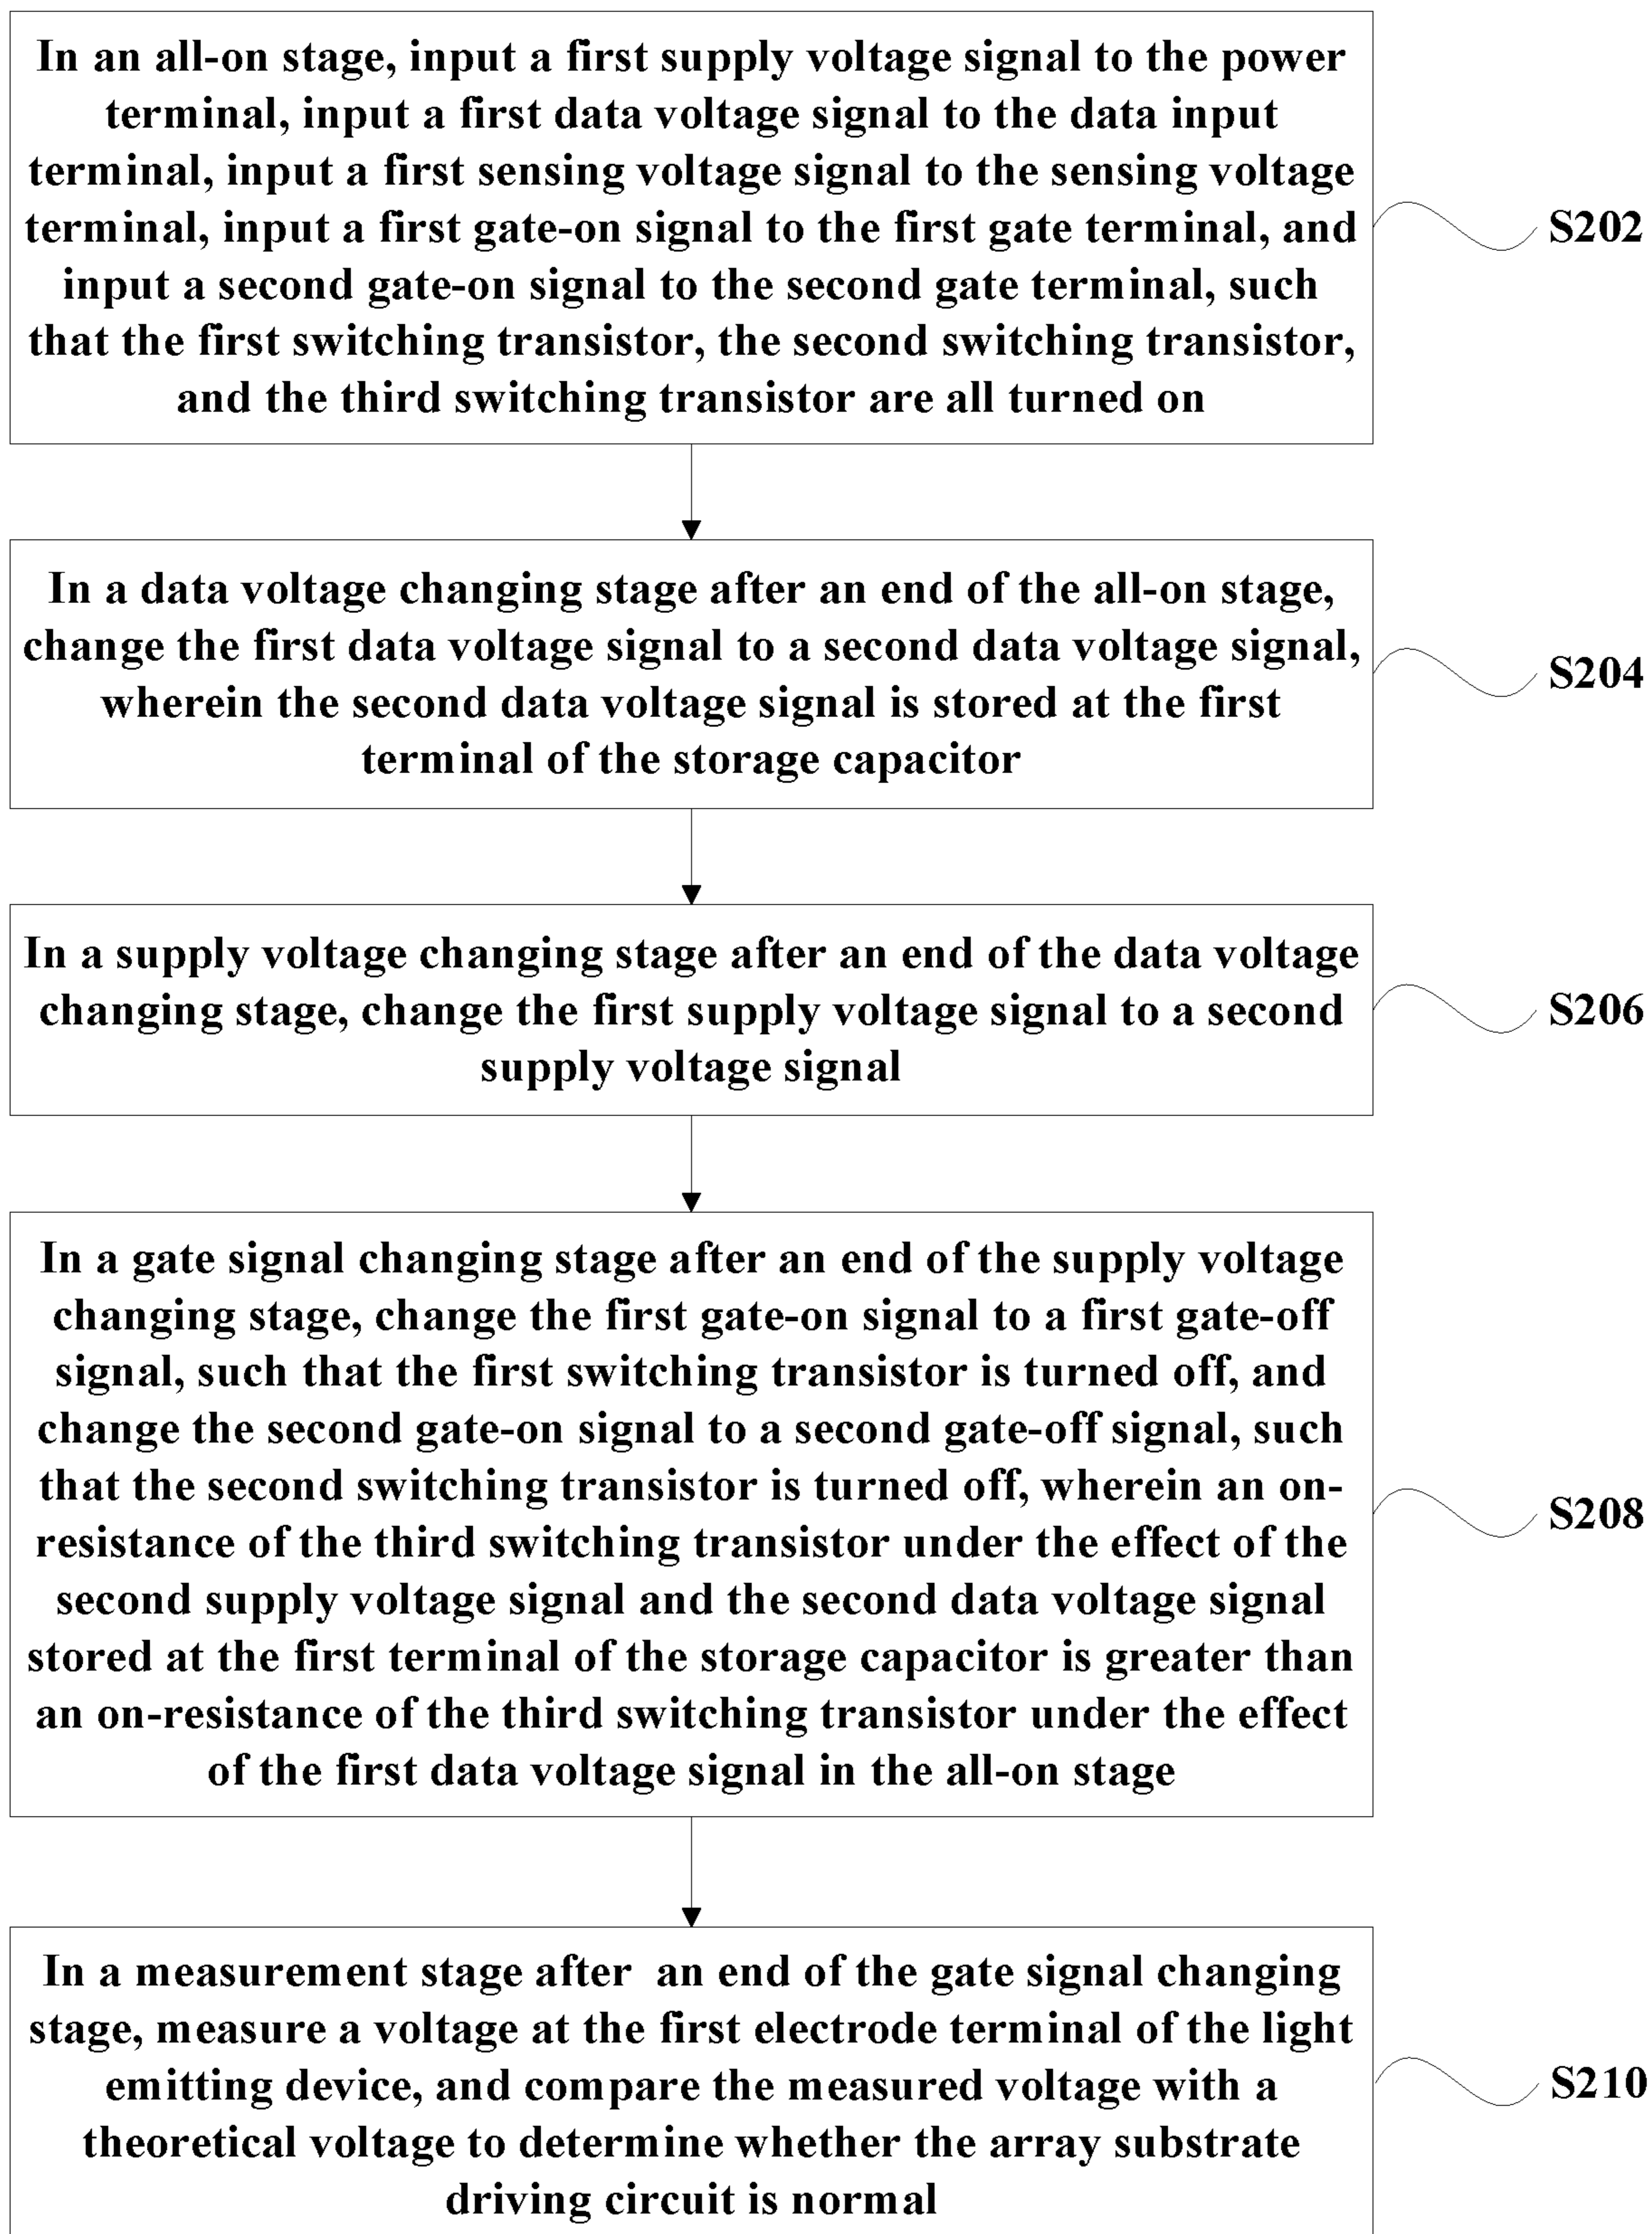 In an all-on stage, input a first supply voltage signal to the power
terminal, input a first data voltage signal to the data input
terminal, input a first sensing voltage signal to the sensing voltage
terminal, input a first gate-on signal to the first gate terminal, and
input a second gate-on signal to the second gate terminal, such
that the first switching transistor, the second switching transistor,
and the third switching transistor are all turned on
S202
In a data voltage changing stage after an end of the all-on stage,
change the first data voltage signal to a second data voltage signal,
wherein the second data voltage signal is stored at the first
terminal of the storage capacitor
S204
In a supply voltage changing stage after an end of the data voltage
changing stage, change the first supply voltage signal to a second
supply voltage signal
S206
In a gate signal changing stage after an end of the supply voltage
changing stage, change the first gate-on signal to a first gate-off
signal, such that the first switching transistor is turned off, and
change the second gate-on signal to a second gate-off signal, such
that the second switching transistor is turned off, wherein an on-
resistance of the third switching transistor under the effect of the
second supply voltage signal and the second data voltage signal
stored at the first terminal of the storage capacitor is greater than
an on-resistance of the third switching transistor under the effect
of the first data voltage signal in the all-on stage
S208
In a measurement stage after an end of the gate signal changing
stage, measure a voltage at the first electrode terminal of the light
emitting device, and compare the measured voltage with a
theoretical voltage to determine whether the array substrate
driving circuit is normal
S210